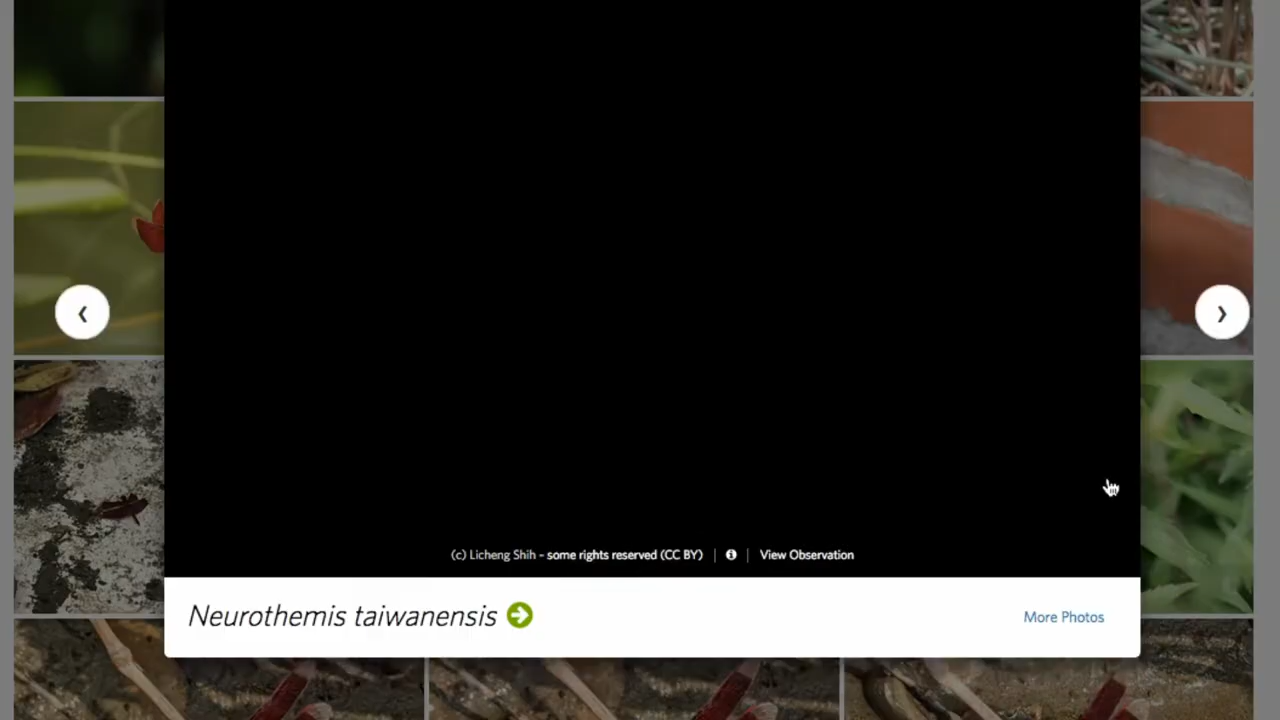 (c) Licheng Shih - some rights reserved (CC BY) | View Observation
Neurothemis taiwanensis
More Photos